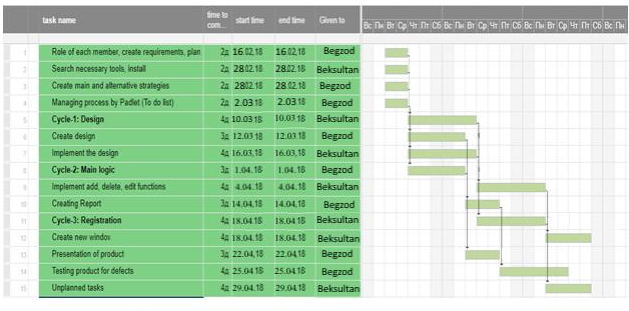 task name time to com... start time end time Given to Вс Пн Вт Ср Чт Пт Сб Вс Пн Вт Ср Чт Пт Сб Вс Пн Вт Ср Чт Пт Сб Вс Пн
1 Role of each member, create requirements, plan 2д 16.02.18 16.02.18 Begzod
2 Search necessary tools, install 2д 28.02.18 28.02.18 Beksultan
3 Create main and alternative strategies 2д 28.02.18 28.02.18 Begzod
4 Managing process by Padlet (To do list) 2д 2.03.18 2.03.18 Begzod
5 Cycle-1: Design 4д 10.03.18 10.03.18 Beksultan
6 Create design 3д 12.03.18 12.03.18 Begzod
7 Implement the design 4д 16.03.18 16.03.18 Beksultan
8 Cycle-2: Main logic 3д 1.04.18 1.04.18 Begzod
9 Implement add, delete, edit functions 4д 4.04.18 4.04.18 Beksultan
10 Creating Report 3д 14.04.18 14.04.18 Begzod
11 Cycle-3: Registration 4д 18.04.18 18.04.18 Beksultan
12 Create new window 4д 18.04.18 18.04.18 Beksultan
13 Presentation of product 3д 22.04.18 22.04.18 Begzod
14 Testing product for defects 4д 25.04.18 25.04.18 Begzod
15 Unplanned tasks 4д 29.04.18 29.04.18 Beksultan